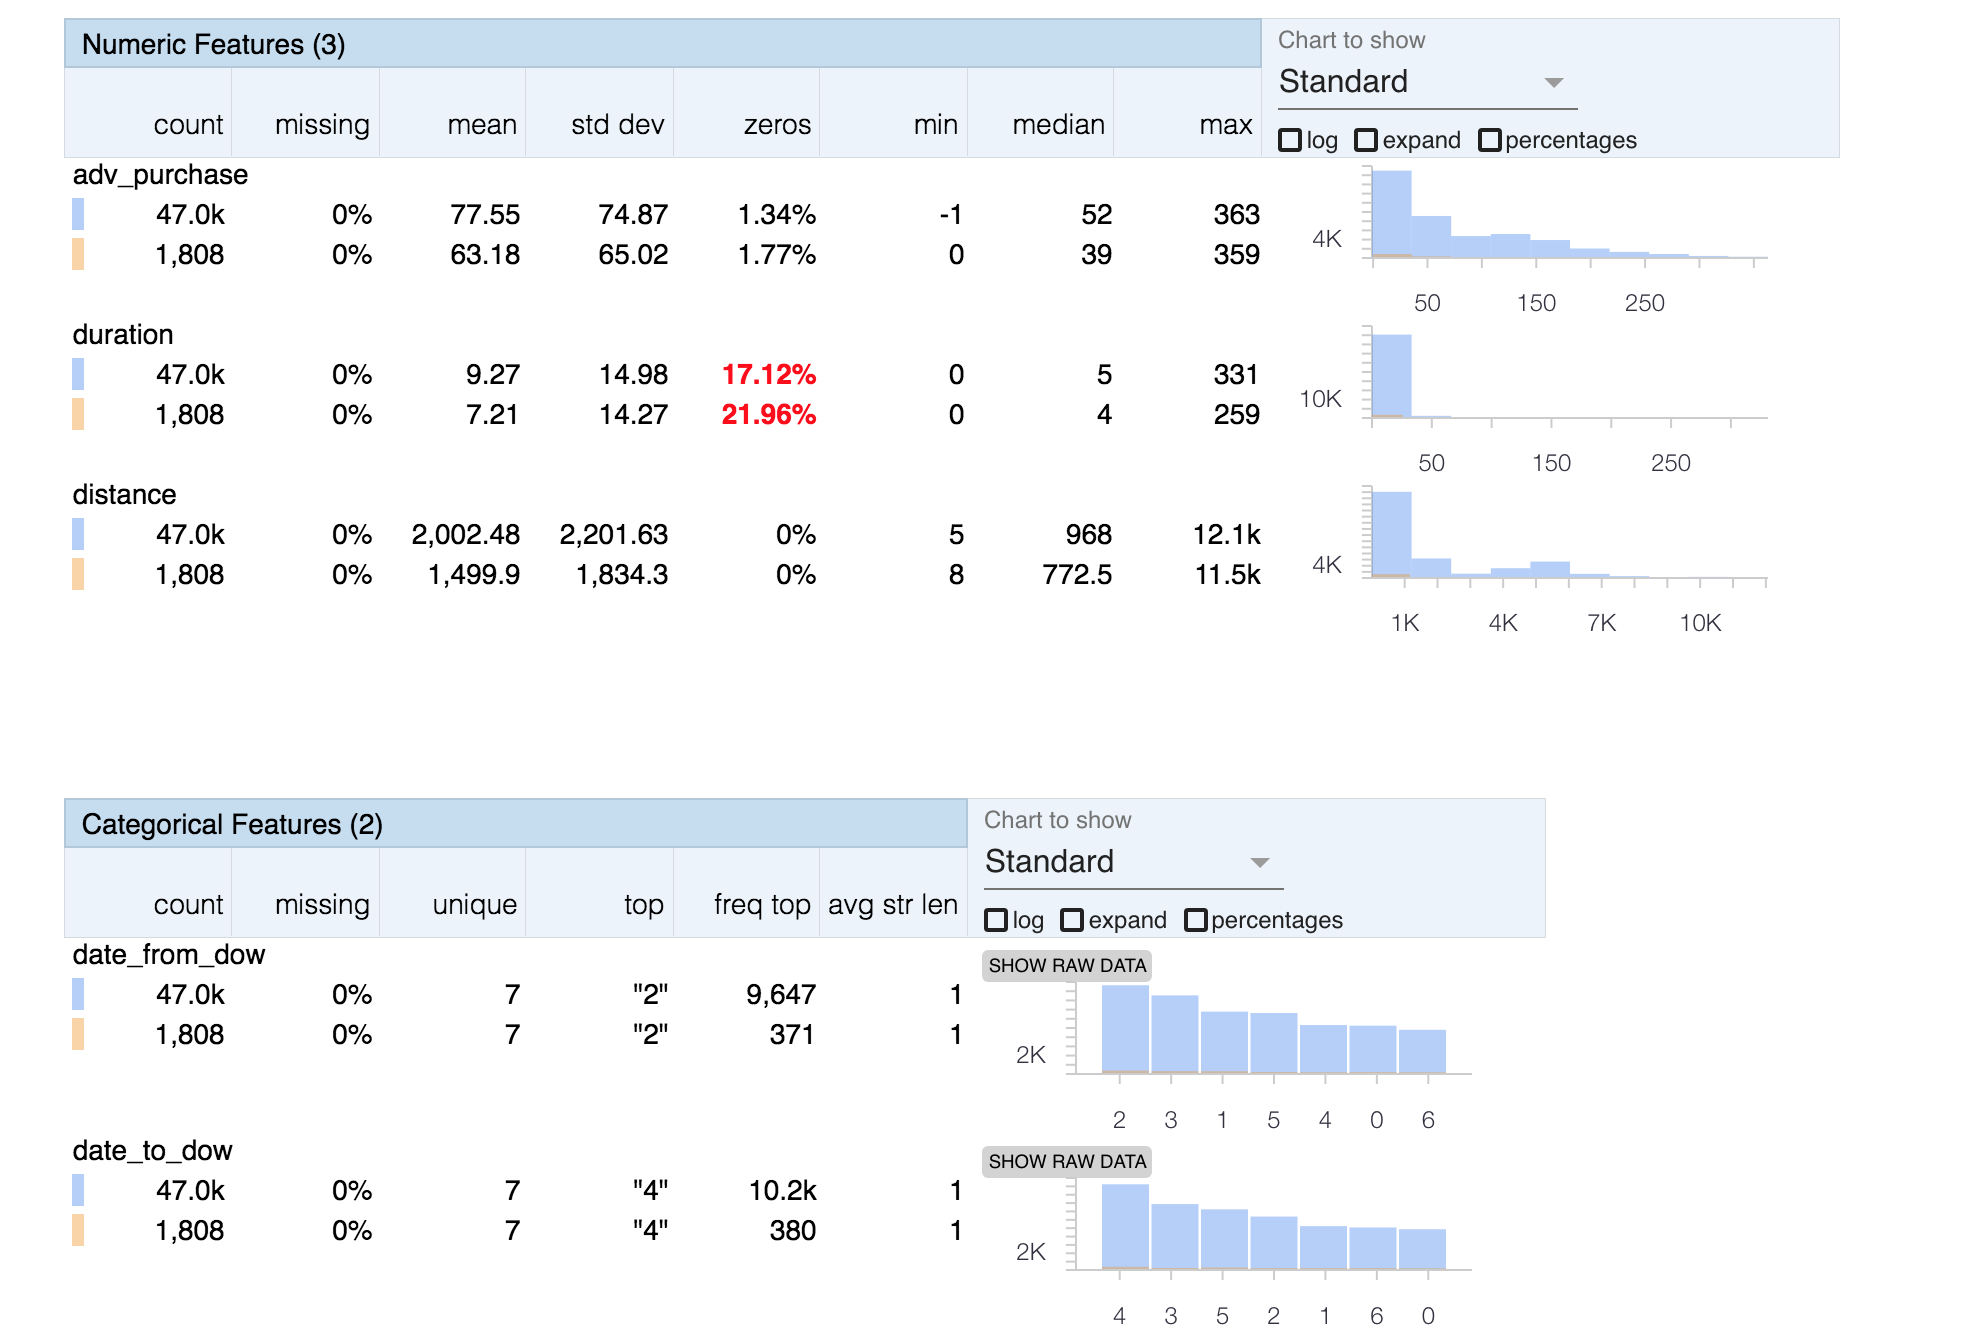 Numeric Features (3)
Chart to show
Standard
count missing mean std dev zeros min median max
log expand percentages
adv_purchase
47.0k 0% 77.55 74.87 1.34% -1 52 363
1,808 0% 63.18 65.02 1.77% 0 39 359
4K
50 150 250
duration
47.0k 0% 9.27 14.98 17.12% 0 5 331
1,808 0% 7.21 14.27 21.96% 0 4 259
10K
50 150 250
distance
47.0k 0% 2,002.48 2,201.63 0% 5 968 12.1k
1,808 0% 1,499.9 1,834.3 0% 8 772.5 11.5k
4K
1K 4K 7K 10K
Categorical Features (2)
Chart to show
Standard
count missing unique top freq top avg str len
log expand percentages
date_from_dow
SHOW RAW DATA
47.0k 0% 7 "2" 9,647 1
1,808 0% 7 "2" 371 1
2K
2 3 1 5 4 0 6
date_to_dow
SHOW RAW DATA
47.0k 0% 7 "4" 10.2k 1
1,808 0% 7 "4" 380 1
2K
4 3 5 2 1 6 0